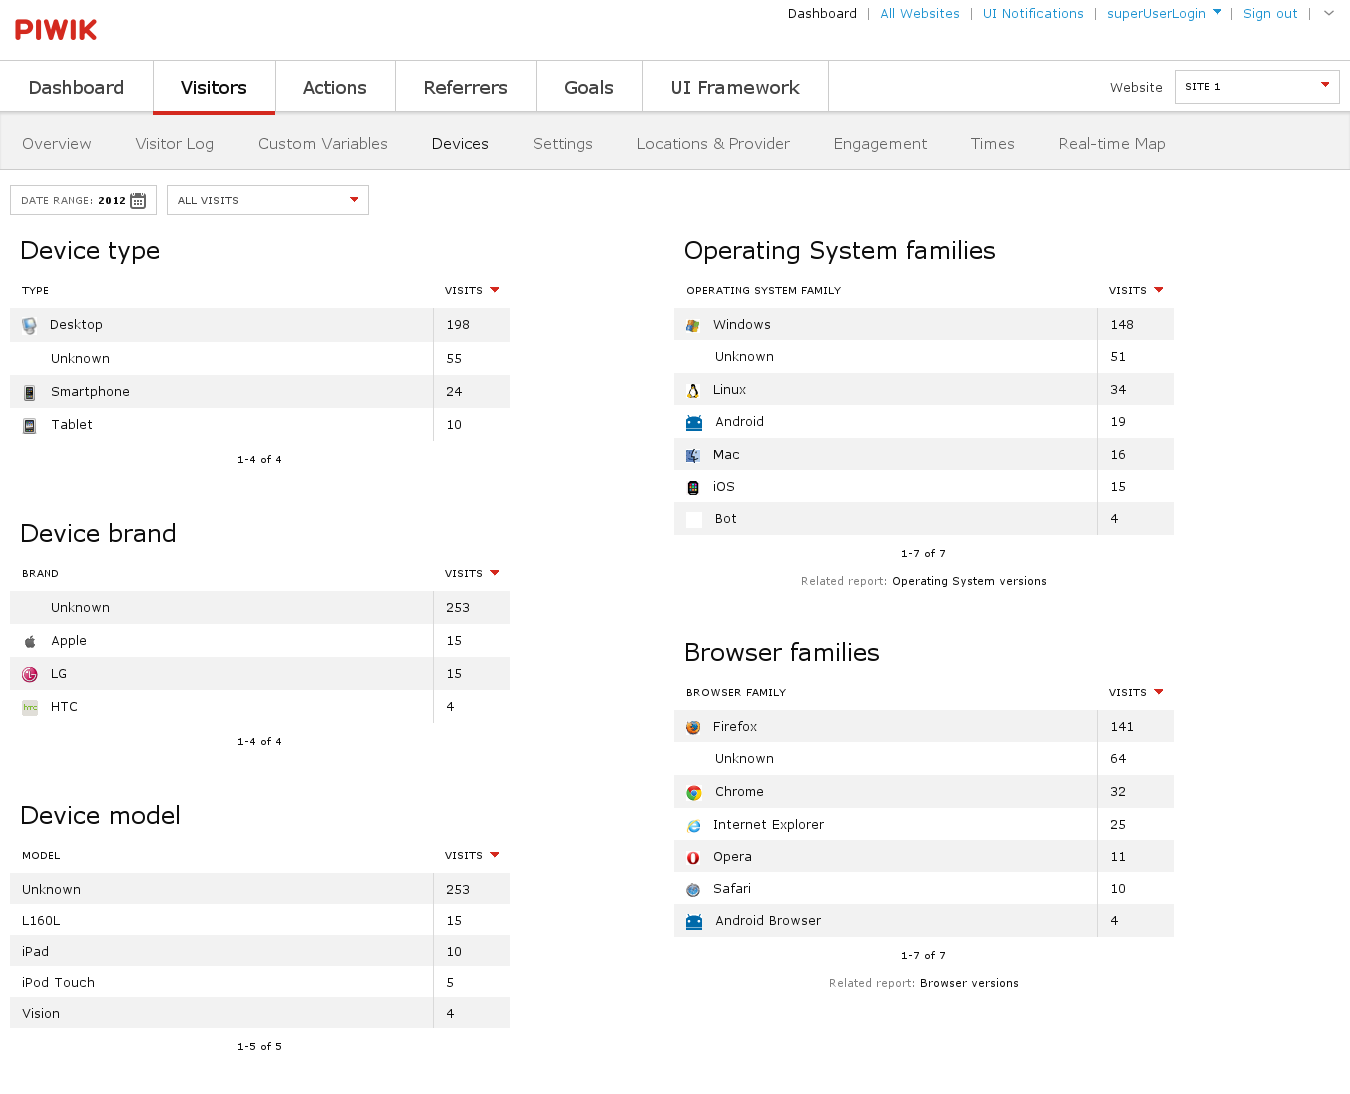 PIWIK
Dashboard | All Websites | UI Notifications | superUserLogin | Sign out |
Dashboard Visitors Actions Referrers Goals UI Framework
Website SITE 1
Overview Visitor Log Custom Variables Devices Settings Locations & Provider Engagement Times Real-time Map
DATE RANGE: 2012
ALL VISITS
Device type
TYPE VISITS
Desktop 198
Unknown 55
Smartphone 24
Tablet 10
1-4 of 4
Device brand
BRAND VISITS
Unknown 253
Apple 15
LG 15
hTC HTC 4
1-4 of 4
Device model
MODEL VISITS
Unknown 253
L160L 15
iPad 10
iPod Touch 5
Vision 4
1-5 of 5
Operating System families
OPERATING SYSTEM FAMILY VISITS
Windows 148
Unknown 51
Linux 34
Android 19
Mac 16
iOS 15
Bot 4
1-7 of 7
Related report: Operating System versions
Browser families
BROWSER FAMILY VISITS
Firefox 141
Unknown 64
Chrome 32
Internet Explorer 25
Opera 11
Safari 10
Android Browser 4
1-7 of 7
Related report: Browser versions